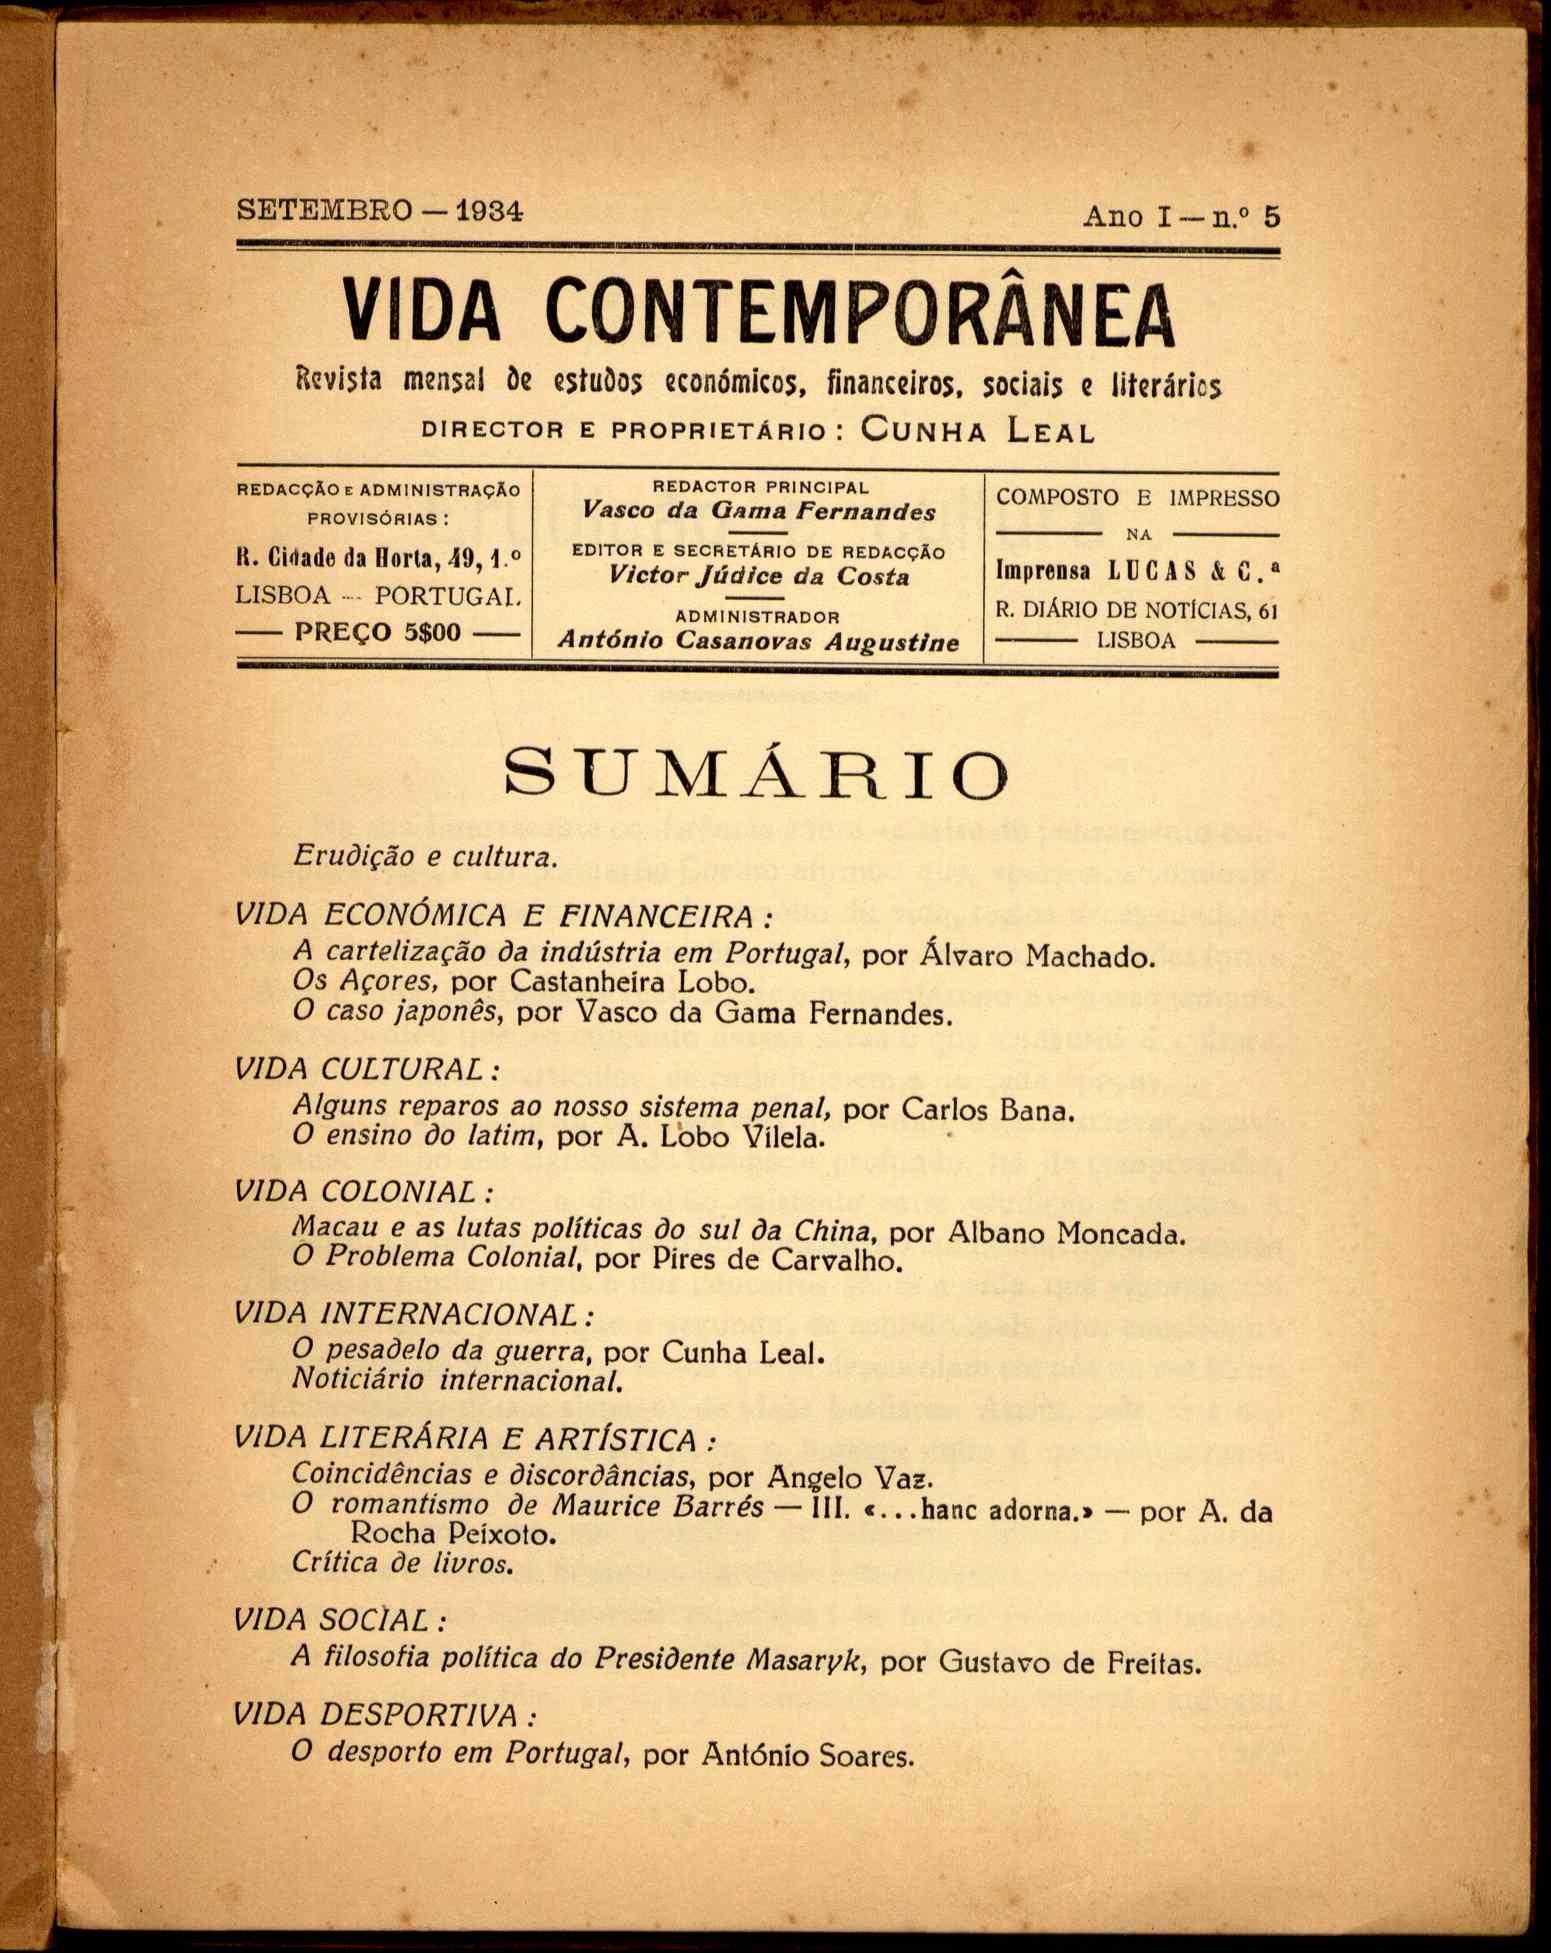 SETEMBRO — 1934
Ano I — n.º 5
VIDA CONTEMPORÂNEA
Revista mensal de estudos económicos, financeiros, sociais e literários
DIRECTOR E PROPRIETÁRIO: CUNHA LEAL
REDACÇÃO E ADMINISTRAÇÃO
PROVISÓRIAS:
R. Cidade da Horta, 49, 1.º
LISBOA — PORTUGAL
— PREÇO 5$00 —
REDACTOR PRINCIPAL
Vasco da Gama Fernandes
EDITOR E SECRETÁRIO DE REDACÇÃO
Victor Júdice da Costa
ADMINISTRADOR
António Casanovas Augustine
COMPOSTO E IMPRESSO
NA
Imprensa LUCAS & C.ª
R. DIÁRIO DE NOTÍCIAS, 61
LISBOA
SUMÁRIO
Erudição e cultura.
VIDA ECONÓMICA E FINANCEIRA:
A cartelização da indústria em Portugal, por Álvaro Machado.
Os Açores, por Castanheira Lobo.
O caso japonês, por Vasco da Gama Fernandes.
VIDA CULTURAL:
Alguns reparos ao nosso sistema penal, por Carlos Bana.
O ensino do latim, por A. Lobo Vilela.
VIDA COLONIAL:
Macau e as lutas políticas do sul da China, por Albano Moncada.
O Problema Colonial, por Pires de Carvalho.
VIDA INTERNACIONAL:
O pesadelo da guerra, por Cunha Leal.
Noticiário internacional.
VIDA LITERÁRIA E ARTÍSTICA:
Coincidências e discordâncias, por Angelo Vaz.
O romantismo de Maurice Barrés — III. «...hanc adorna.» — por A. da
Rocha Peixoto.
Crítica de livros.
VIDA SOCIAL:
A filosofia política do Presidente Masaryk, por Gustavo de Freitas.
VIDA DESPORTIVA:
O desporto em Portugal, por António Soares.